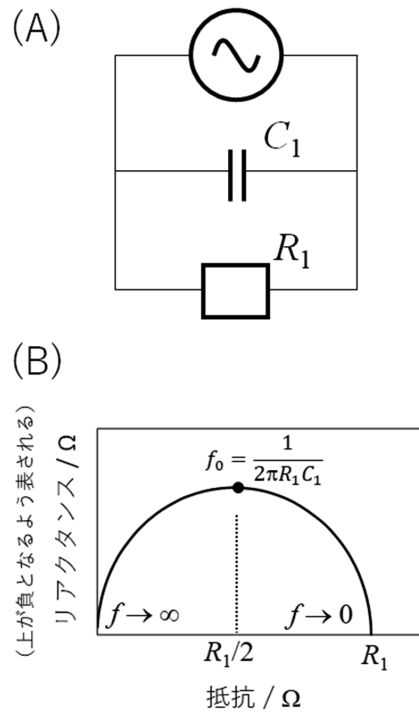 (A)
C₁
R₁
(B)
(上が負となるよう表される)
リアクタンス / Ω
f₀ = 1/(2πR₁C₁)
f → ∞
f → 0
R₁/2
R₁
抵抗 / Ω